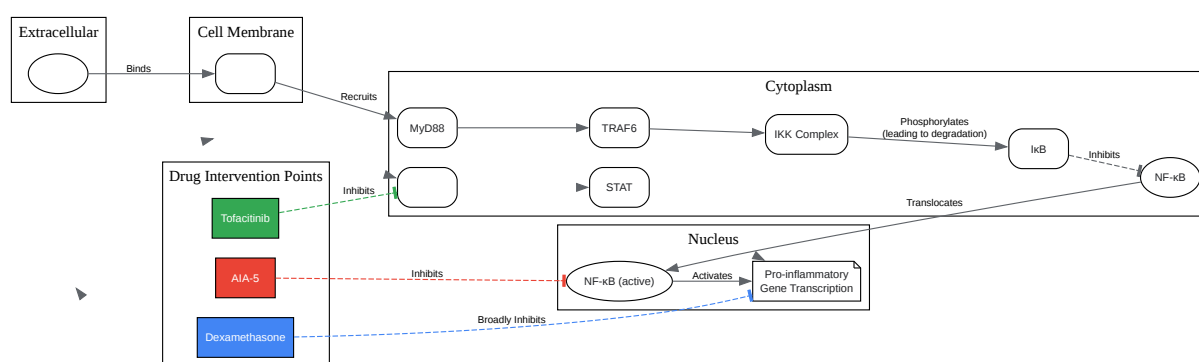 Extracellular
Cell Membrane
Binds
Recruits
Cytoplasm
MyD88
TRAF6
IKK Complex
Phosphorylates
(leading to degradation)
IκB
Inhibits
NF-κB
STAT
Drug Intervention Points
Tofacitinib
Inhibits
AIA-5
Inhibits
Dexamethasone
Broadly Inhibits
Translocates
Nucleus
NF-κB (active)
Activates
Pro-inflammatory
Gene Transcription